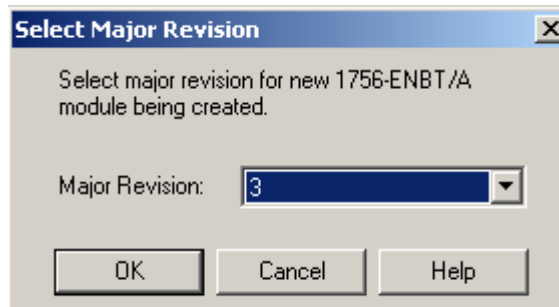 Select Major Revision
Select major revision for new 1756-ENBT/A
module being created.
Major Revision: 3
OK Cancel Help